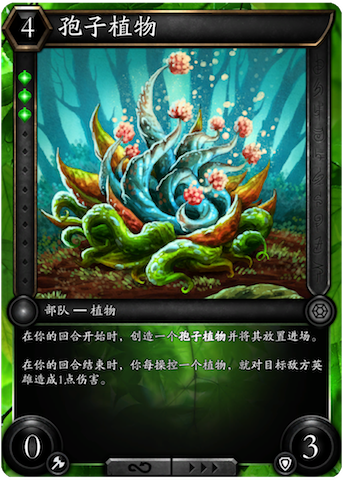 4
孢子植物
部队 — 植物
在你的回合开始时，创造一个孢子植物并将其放置进场。
在你的回合结束时，你每操控一个植物，就对目标敌方英
雄造成1点伤害。
0
3